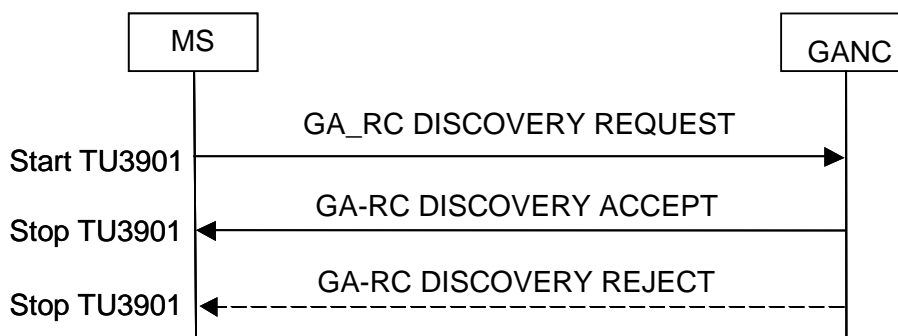 MS
GANC
GA_RC DISCOVERY REQUEST
Start TU3901
GA-RC DISCOVERY ACCEPT
Stop TU3901
GA-RC DISCOVERY REJECT
Stop TU3901